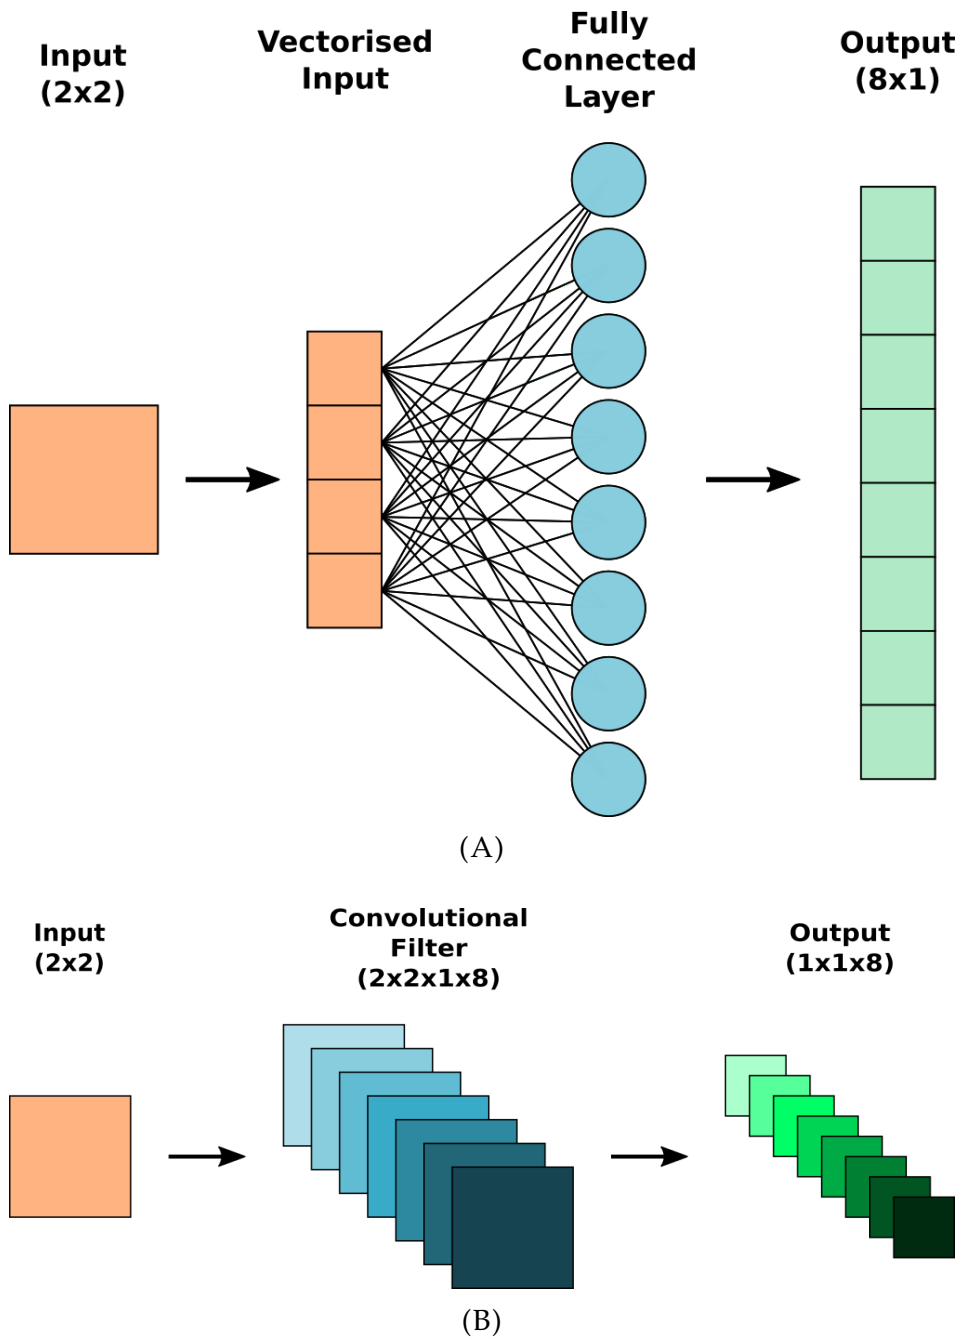 Input
(2x2)
Vectorised
Input
Fully
Connected
Layer
Output
(8x1)
(A)
Input
(2x2)
Convolutional
Filter
(2x2x1x8)
Output
(1x1x8)
(B)